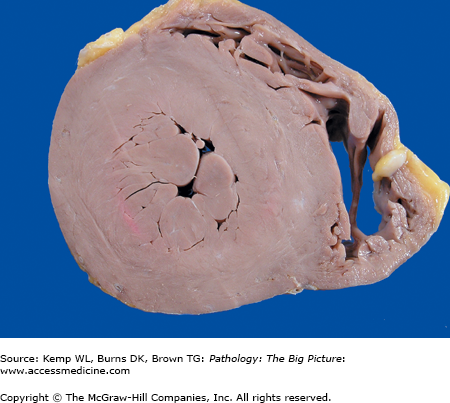 Source: Kemp WL, Burns DK, Brown TG: Pathology: The Big Picture:
www.accessmedicine.com
Copyright © The McGraw-Hill Companies, Inc. All rights reserved.